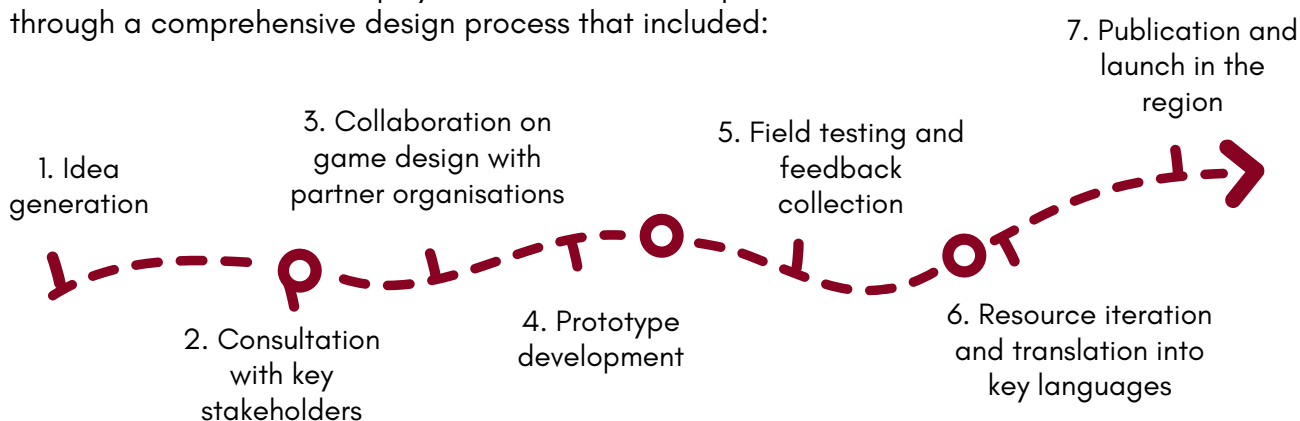 through a comprehensive design process that included:
1. Idea
generation
2. Consultation
with key
stakeholders
3. Collaboration on
game design with
partner organisations
4. Prototype
development
5. Field testing and
feedback
collection
6. Resource iteration
and translation into
key languages
7. Publication and
launch in the
region